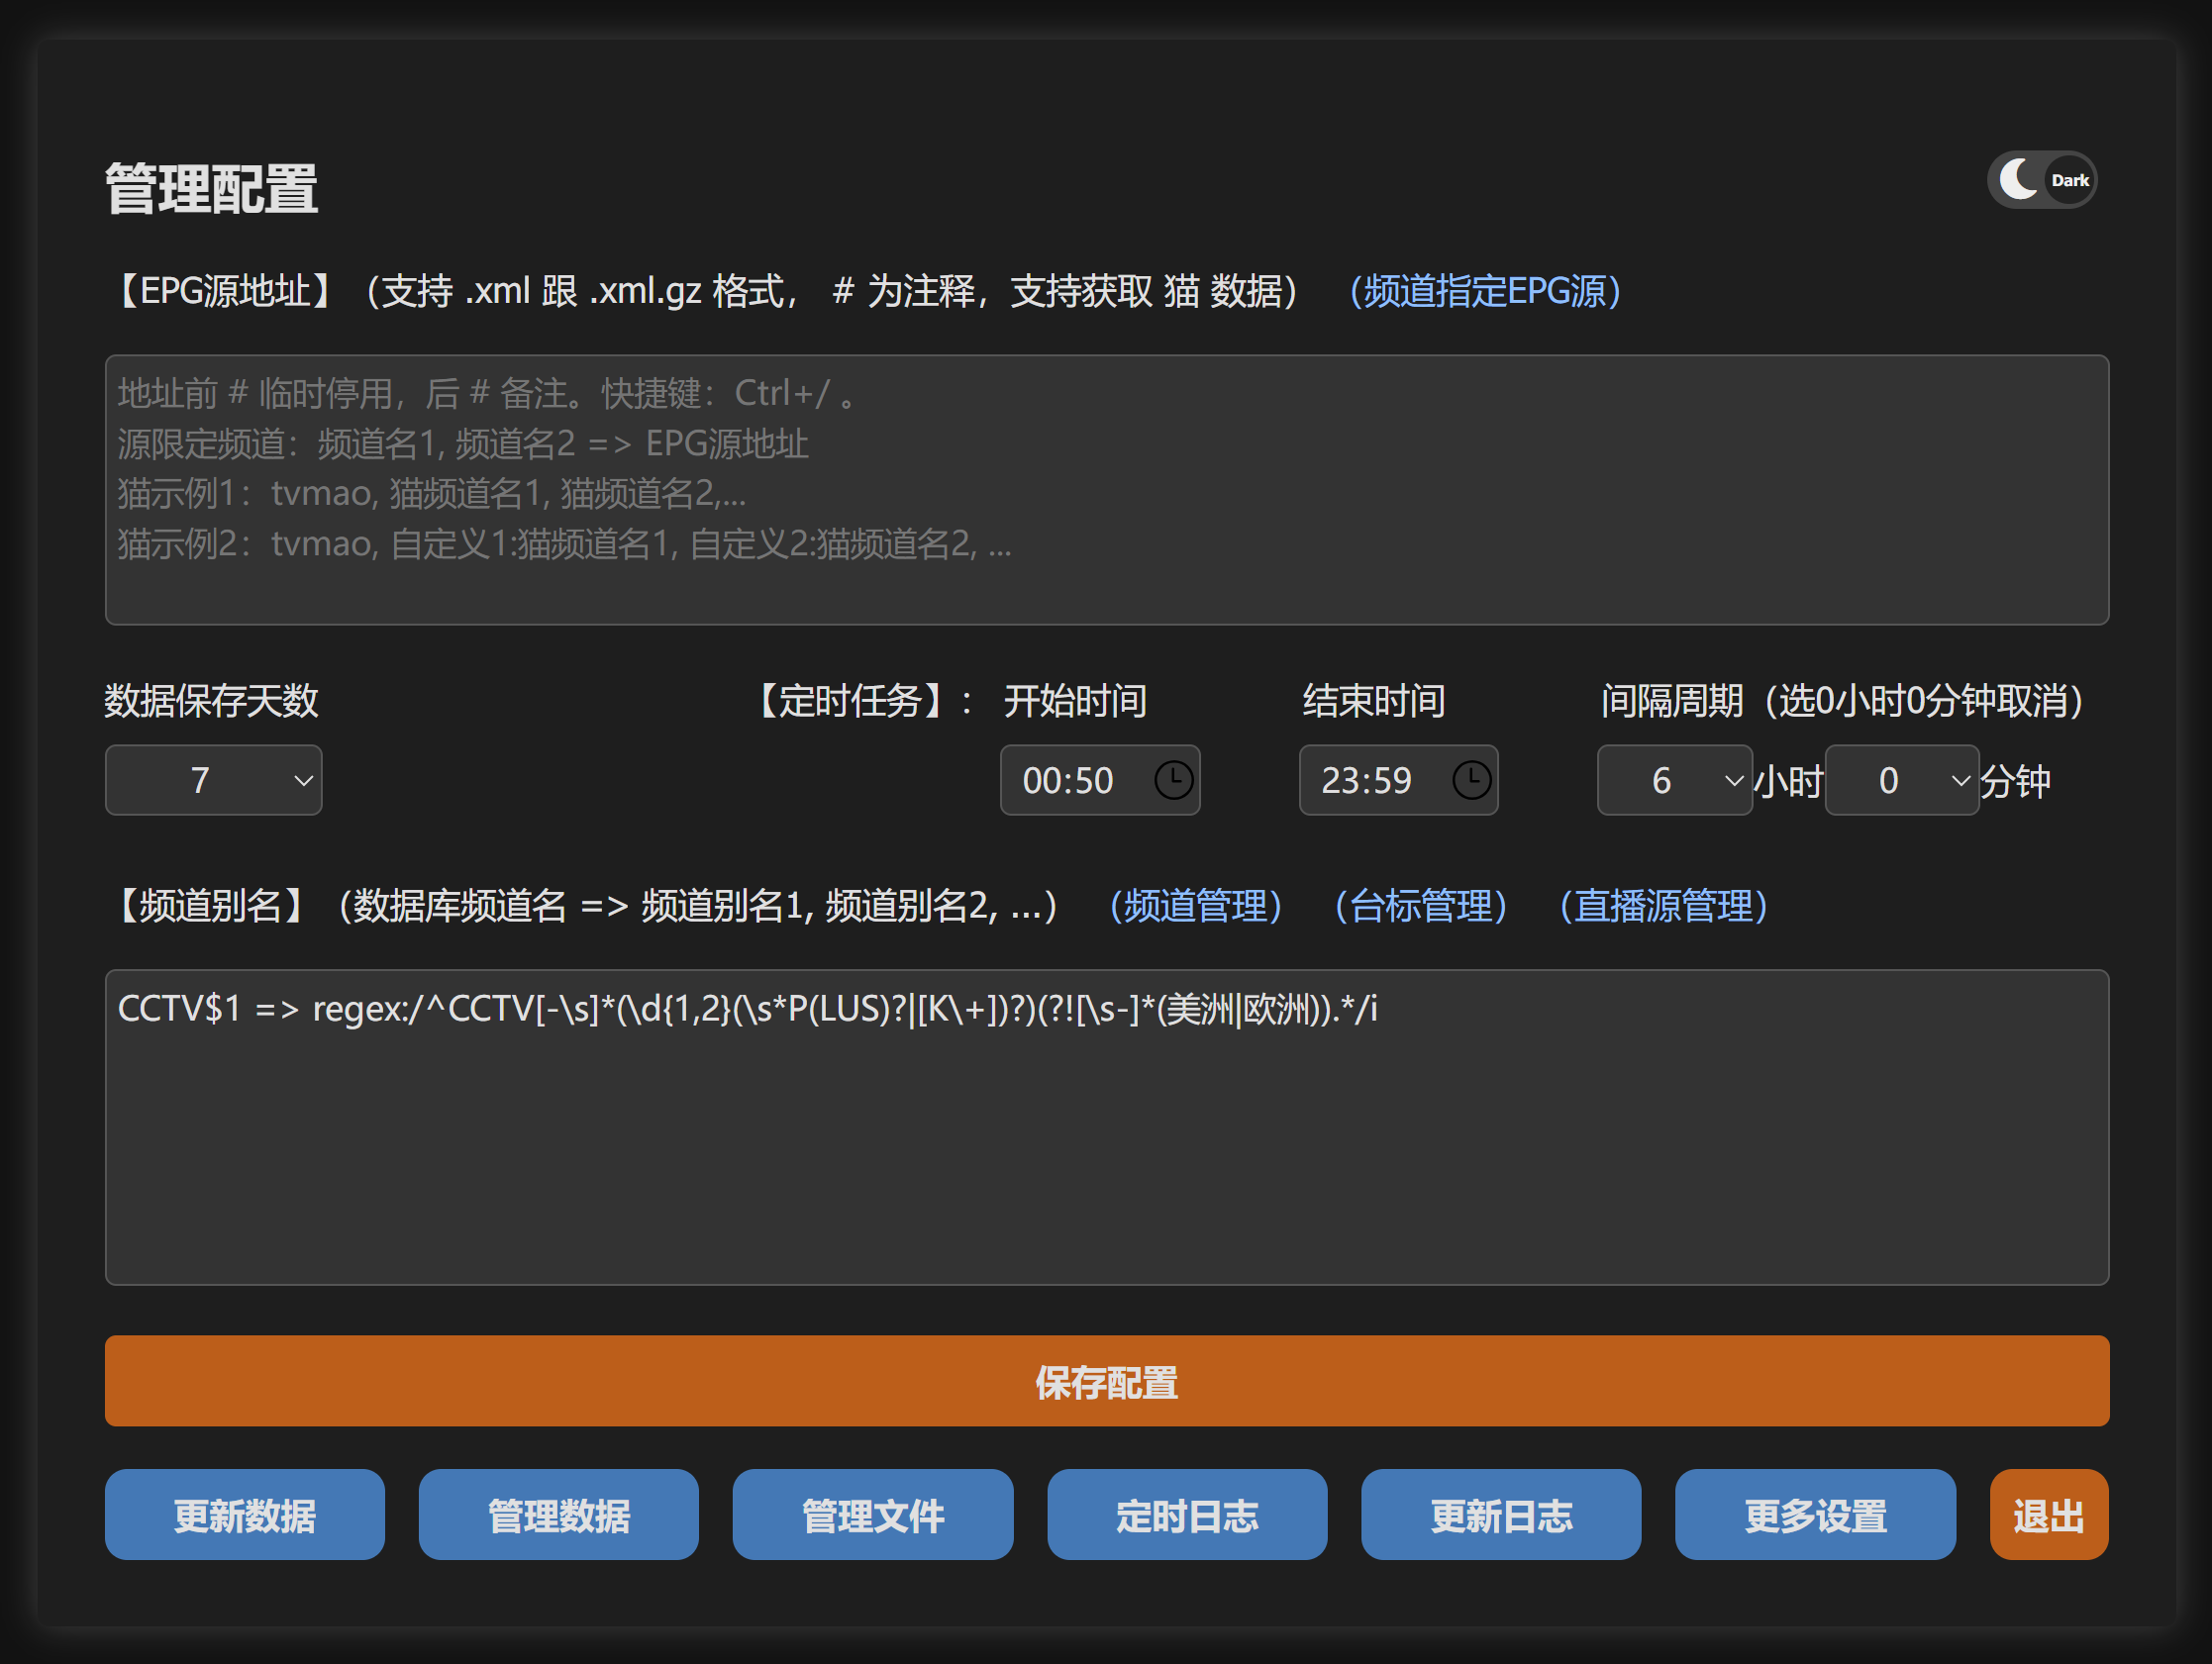 管理配置
Dark
【EPG源地址】（支持 .xml 跟 .xml.gz 格式， # 为注释，支持获取 猫 数据） （频道指定EPG源）
地址前 # 临时停用，后 # 备注。快捷键：Ctrl+/ 。
源限定频道：频道名1, 频道名2 => EPG源地址
猫示例1：tvmao, 猫频道名1, 猫频道名2,...
猫示例2：tvmao, 自定义1:猫频道名1, 自定义2:猫频道名2, ...
数据保存天数 【定时任务】： 开始时间 结束时间 间隔周期（选0小时0分钟取消）
7 00:50 23:59 6 小时 0 分钟
【频道别名】（数据库频道名 => 频道别名1, 频道别名2, ...） （频道管理） （台标管理） （直播源管理）
CCTV$1 => regex:/^CCTV[-\s]*(\d{1,2}(\s*P(LUS)?|[K\+])?)(?![\s-]*(美洲|欧洲)).*/i
保存配置
更新数据 管理数据 管理文件 定时日志 更新日志 更多设置 退出